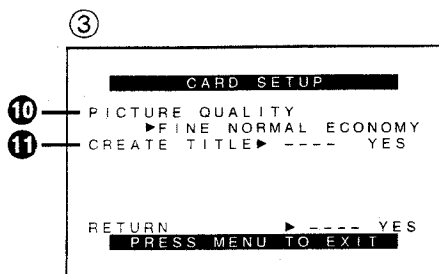 ③
CARD SETUP
⑩ PICTURE QUALITY
▶FINE NORMAL ECONOMY
⑪ CREATE TITLE▶ ---- YES
RETURN ▶ ---- YES
PRESS MENU TO EXIT